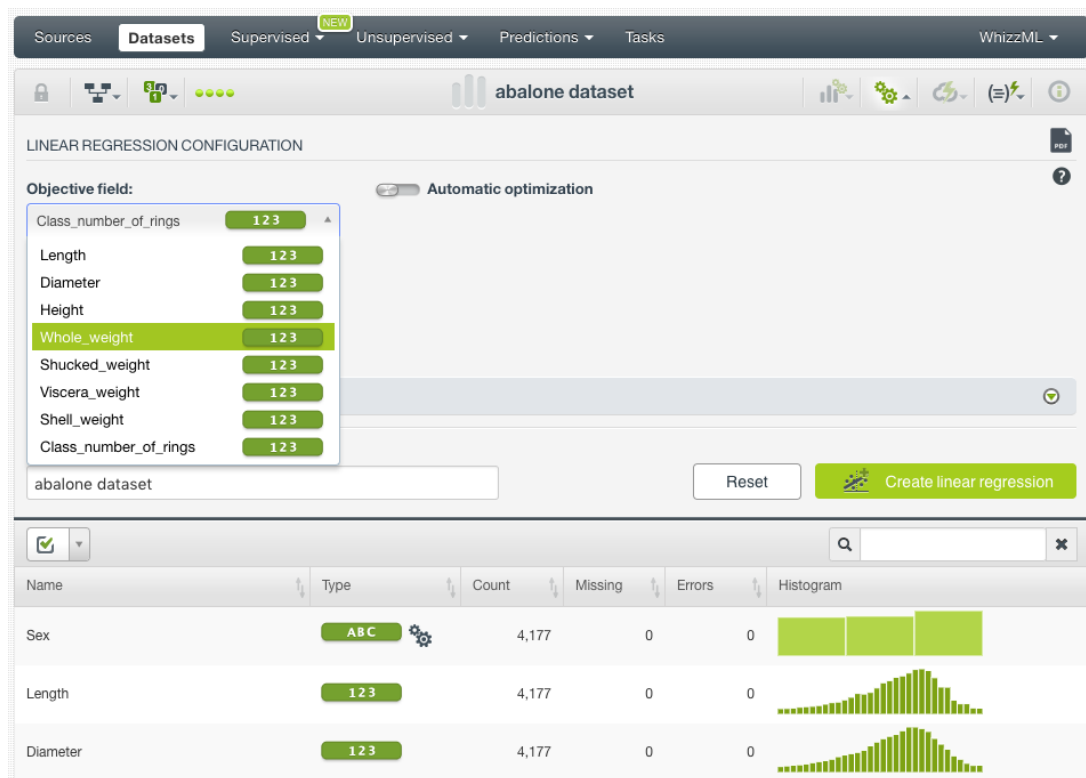 NEW
Sources Datasets Supervised Unsupervised Predictions Tasks WhizzML
abalone dataset
LINEAR REGRESSION CONFIGURATION
PDF
Objective field: Automatic optimization
Class_number_of_rings 123
Length 123
Diameter 123
Height 123
Whole_weight 123
Shucked_weight 123
Viscera_weight 123
Shell_weight 123
Class_number_of_rings 123
abalone dataset Reset Create linear regression
Name Type Count Missing Errors Histogram
Sex ABC 4,177 0 0
Length 123 4,177 0 0
Diameter 123 4,177 0 0